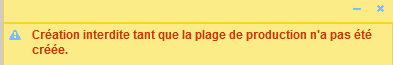 Création interdite tant que la plage de production n'a pas été
créée.